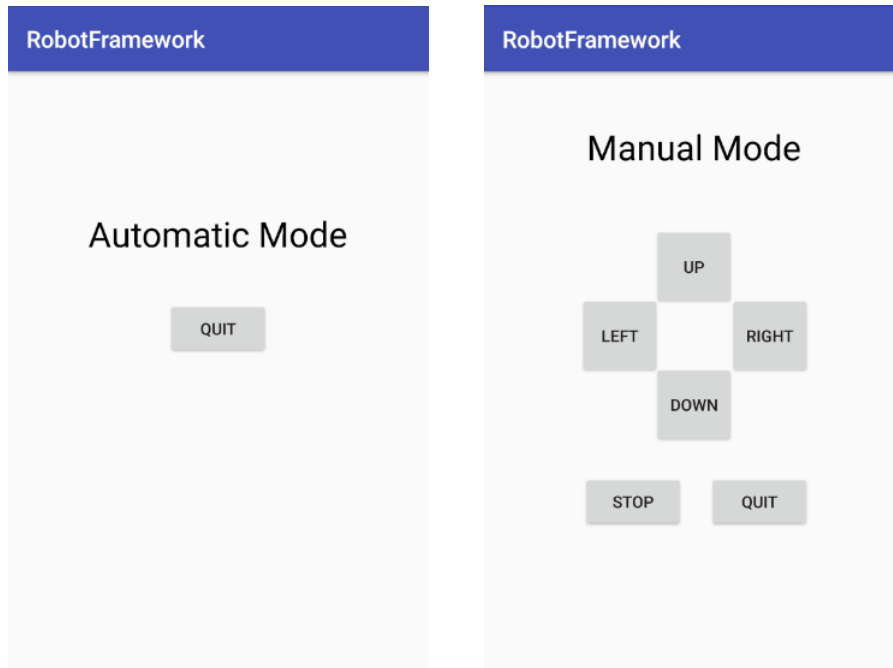 RobotFramework
Automatic Mode
QUIT
RobotFramework
Manual Mode
UP
LEFT RIGHT
DOWN
STOP QUIT